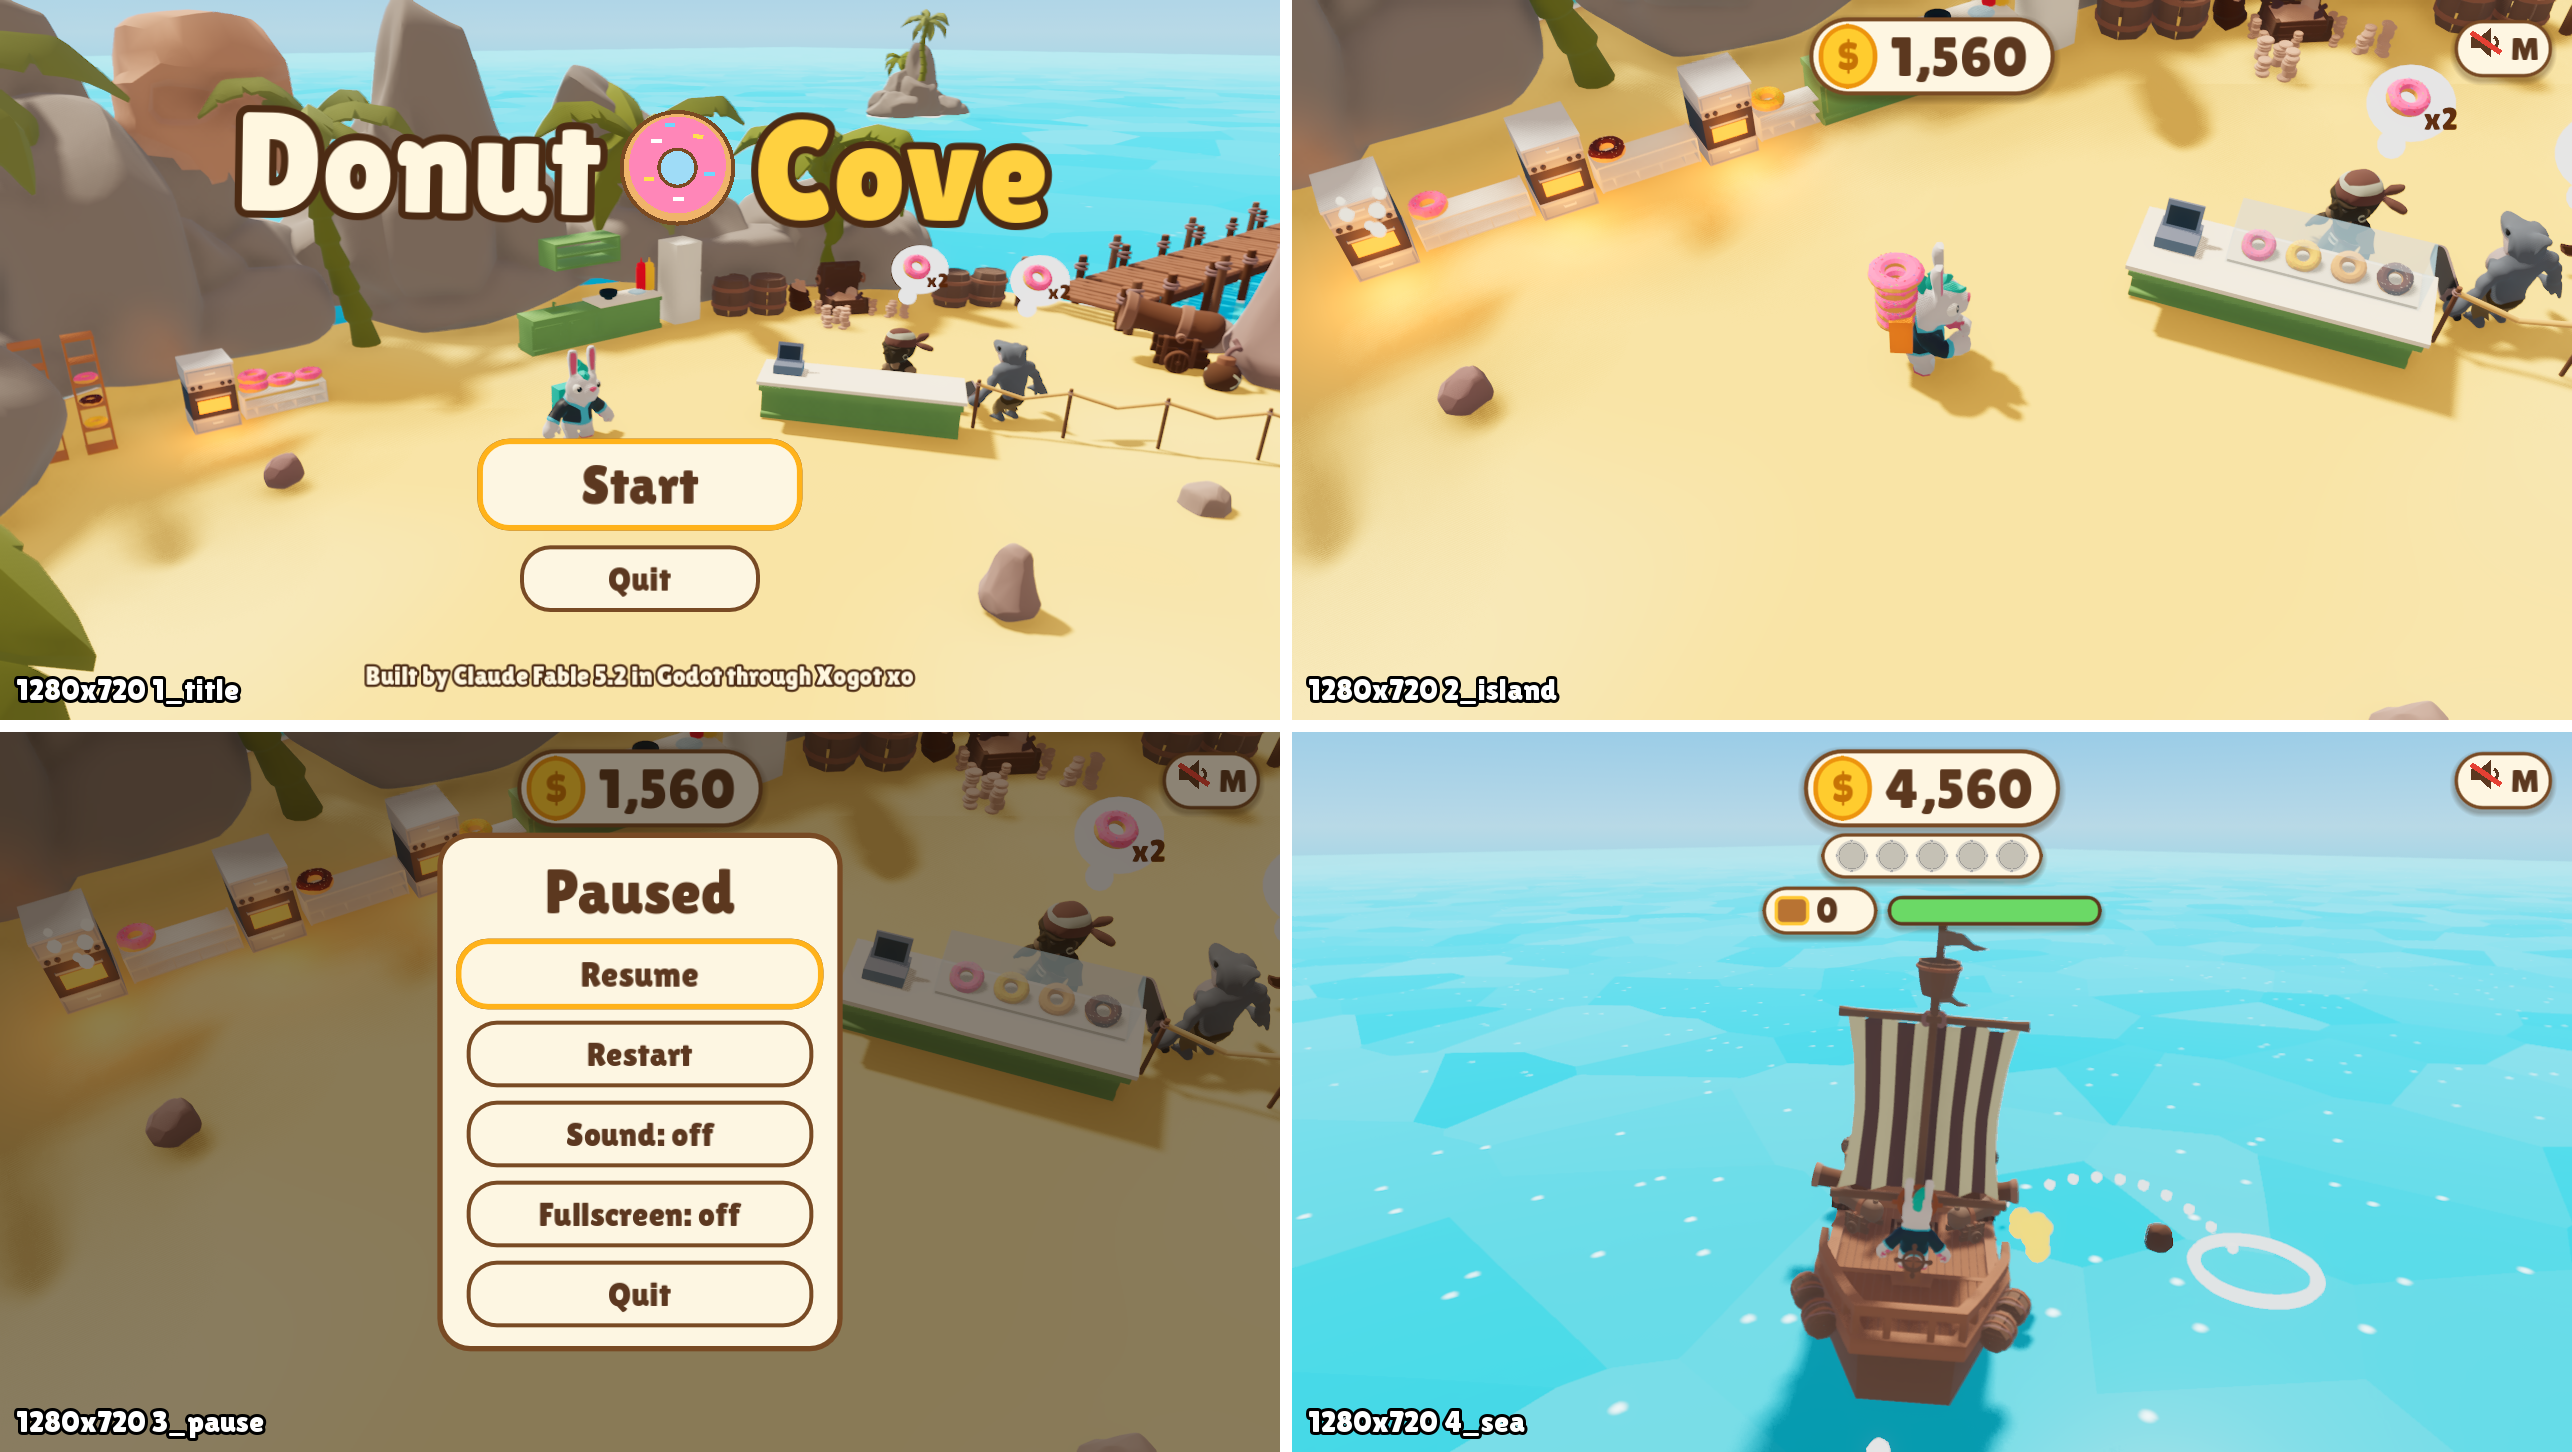 Donut Cove
x2
x2
Start
Quit
Built by Claude Fable 5.2 in Godot through Xogot xo
1280x720 1_title
$ 1,560
M
x2
1280x720 2_island
$ 1,560
M
x2
Paused
Resume
Restart
Sound: off
Fullscreen: off
Quit
1280x720 3_pause
$ 4,560
M
0
1280x720 4_sea